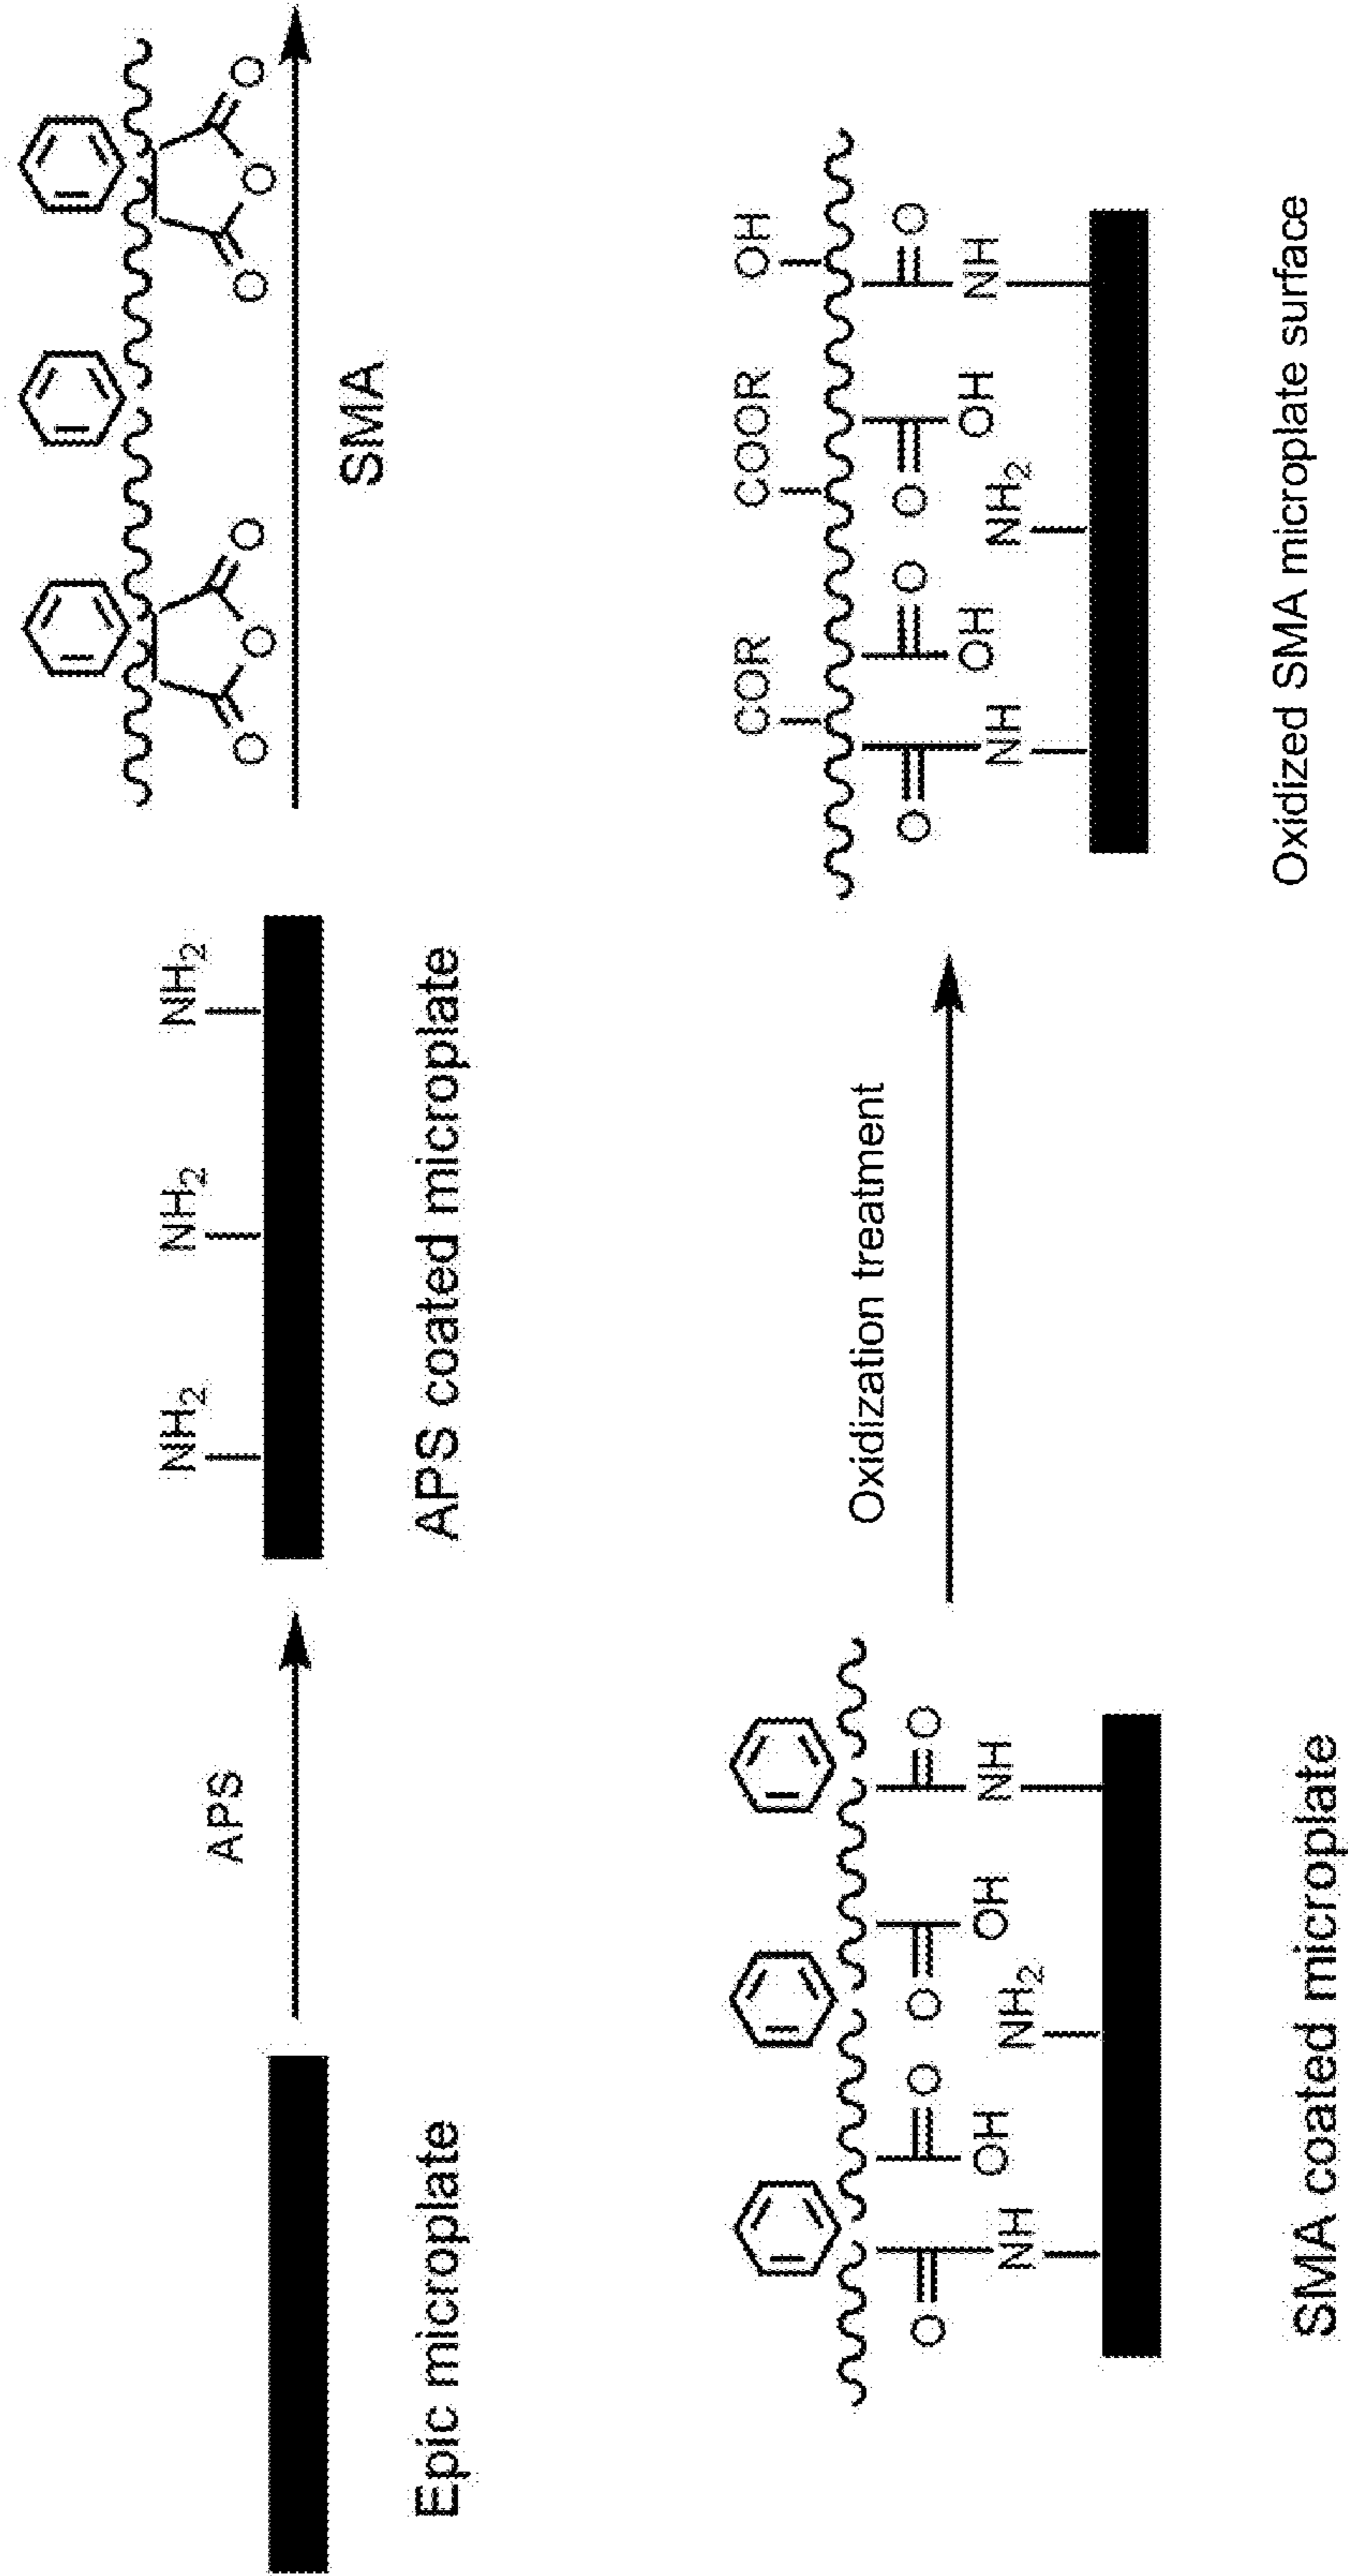 APS
NH2
NH2
NH2
O
O
O
O
O
O
SMA
Epic microplate
APS coated microplate
O
NH
O
OH
O
OH
NH2
O
NH
Oxidization treatment
COR
COOR
OH
O
NH
O
OH
O
OH
NH2
O
NH
SMA coated microplate
Oxidized SMA microplate surface